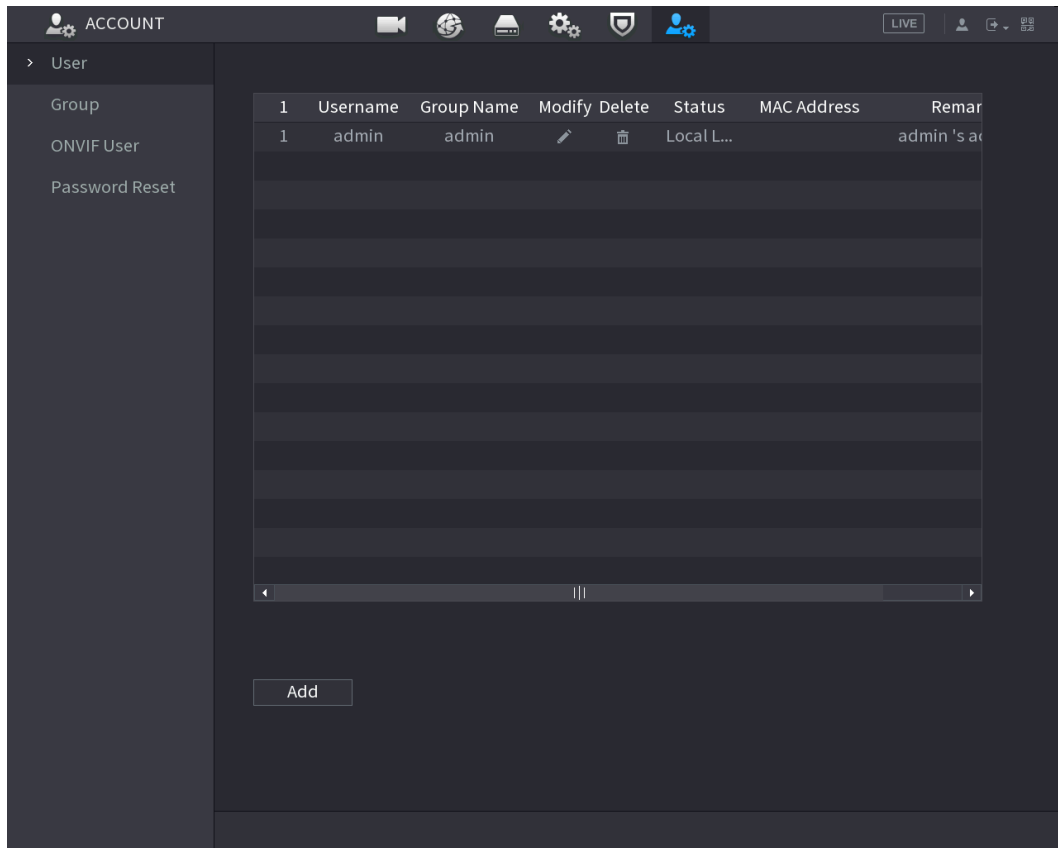 ACCOUNT LIVE
User
Group
ONVIF User
Password Reset
1 Username Group Name Modify Delete Status MAC Address Remar
1 admin admin Local L... admin 's ad
Add